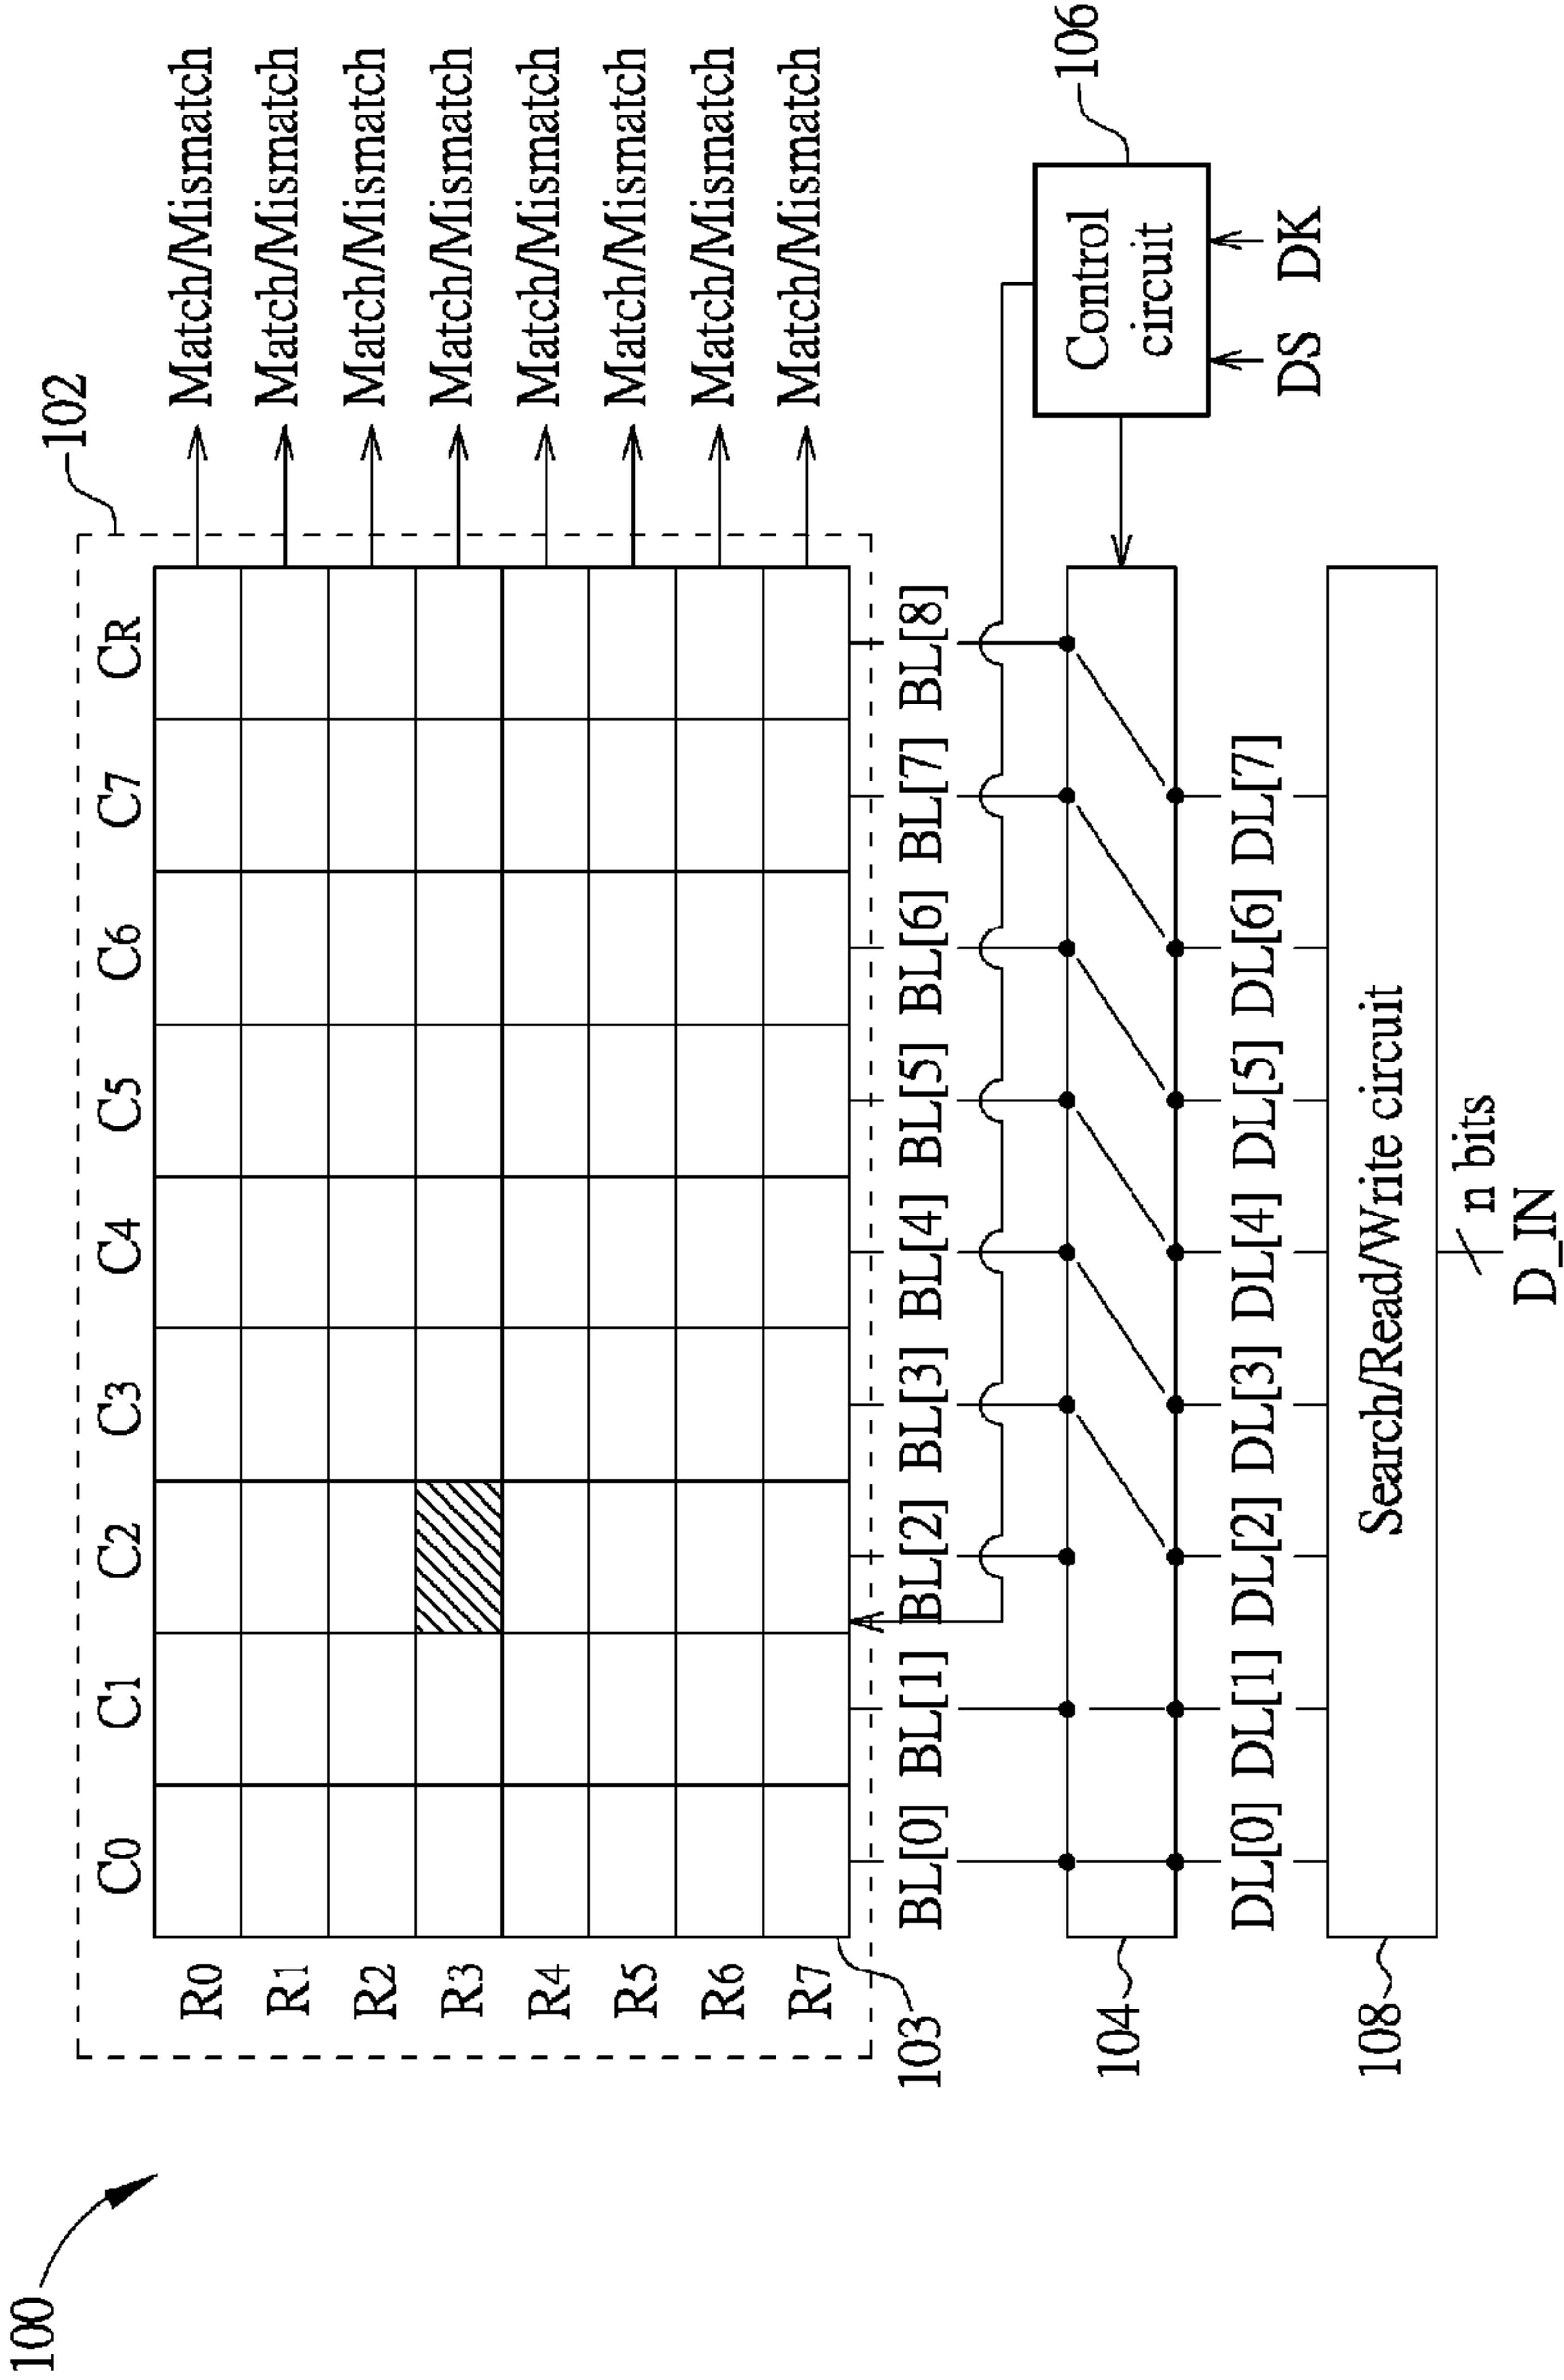 100
102
C0 C1 C2 C3 C4 C5 C6 C7 CR
R0 Match/Mismatch
R1 Match/Mismatch
R2 Match/Mismatch
R3 Match/Mismatch
R4 Match/Mismatch
R5 Match/Mismatch
R6 Match/Mismatch
R7 Match/Mismatch
103
BL[0] BL[1] BL[2] BL[3] BL[4] BL[5] BL[6] BL[7] BL[8]
106
Control
circuit
104
DL[0] DL[1] DL[2] DL[3] DL[4] DL[5] DL[6] DL[7]
DS DK
108
Search/Read/Write circuit
n bits
D_IN